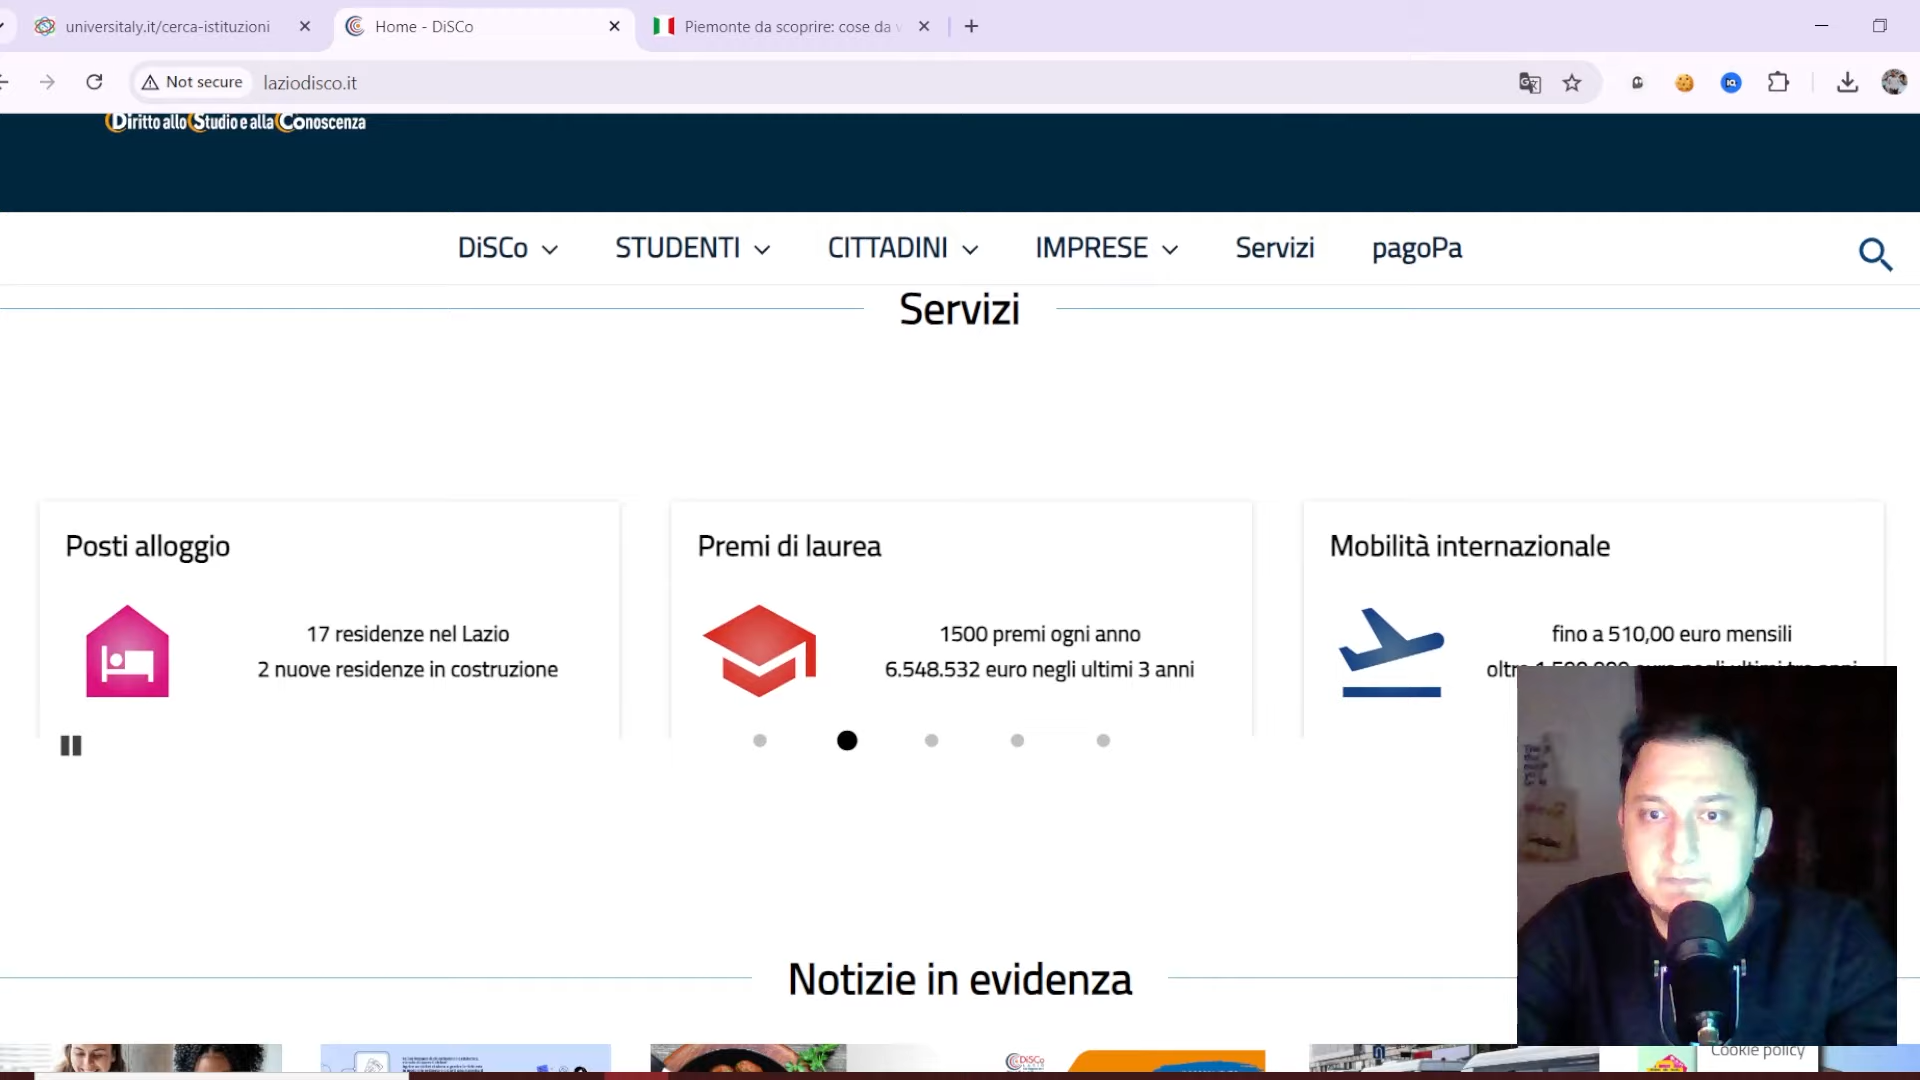 universitaly.it/cerca-istituzioni
Home - DiSCo
Piemonte da scoprire: cose da v
Not secure
laziodisco.it
Diritto allo Studio e alla Conoscenza
DiSCo
STUDENTI
CITTADINI
IMPRESE
Servizi
pagoPa
Servizi
Posti alloggio
17 residenze nel Lazio
2 nuove residenze in costruzione
Premi di laurea
1500 premi ogni anno
6.548.532 euro negli ultimi 3 anni
Mobilità internazionale
fino a 510,00 euro mensili
Notizie in evidenza
DiSCo
Cookie policy